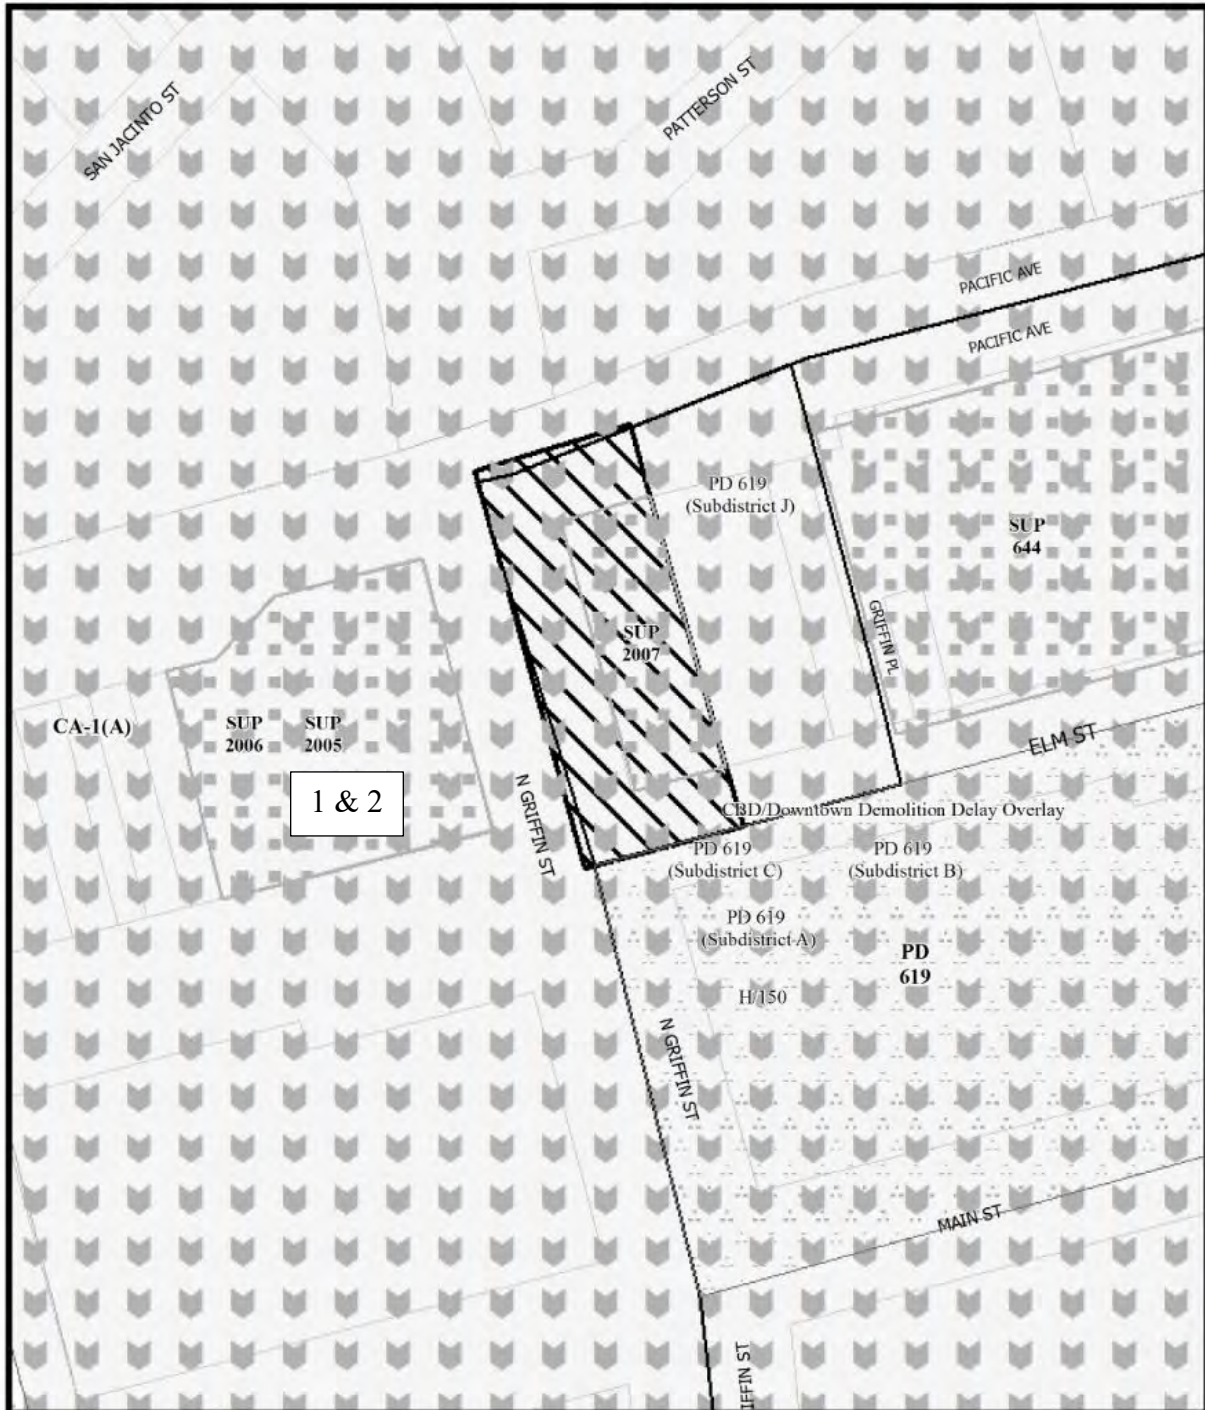 SAN JACINTO ST
PATTERSON ST
PACIFIC AVE
PACIFIC AVE
PD 619
(Subdistrict J)
SUP
644
SUP
2007
GRIFFIN PL
CA-1(A)
SUP
2006
SUP
2005
1 & 2
N GRIFFIN ST
ELM ST
CBD/Downtown Demolition Delay Overlay
PD 619
(Subdistrict C)
PD 619
(Subdistrict B)
PD 619
(Subdistrict A)
PD
619
H/150
N GRIFFIN ST
MAIN ST
IFFIN ST